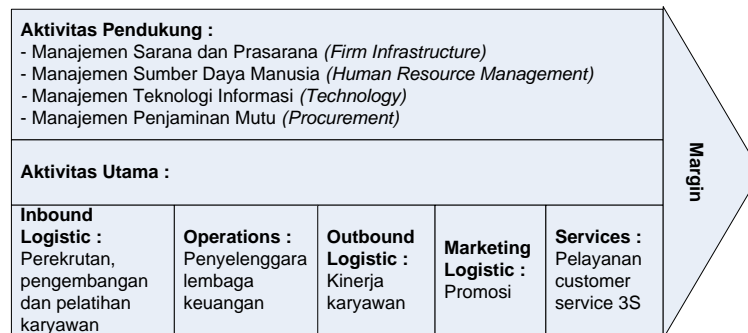 Aktivitas Pendukung :
- Manajemen Sarana dan Prasarana (Firm Infrastructure)
- Manajemen Sumber Daya Manusia (Human Resource Management)
- Manajemen Teknologi Informasi (Technology)
- Manajemen Penjaminan Mutu (Procurement)
Aktivitas Utama :
Inbound
Logistic :
Perekrutan,
pengembangan
dan pelatihan
karyawan
Operations :
Penyelenggara
lembaga
keuangan
Outbound
Logistic :
Kinerja
karyawan
Marketing
Logistic :
Promosi
Services :
Pelayanan
customer
service 3S
Margin